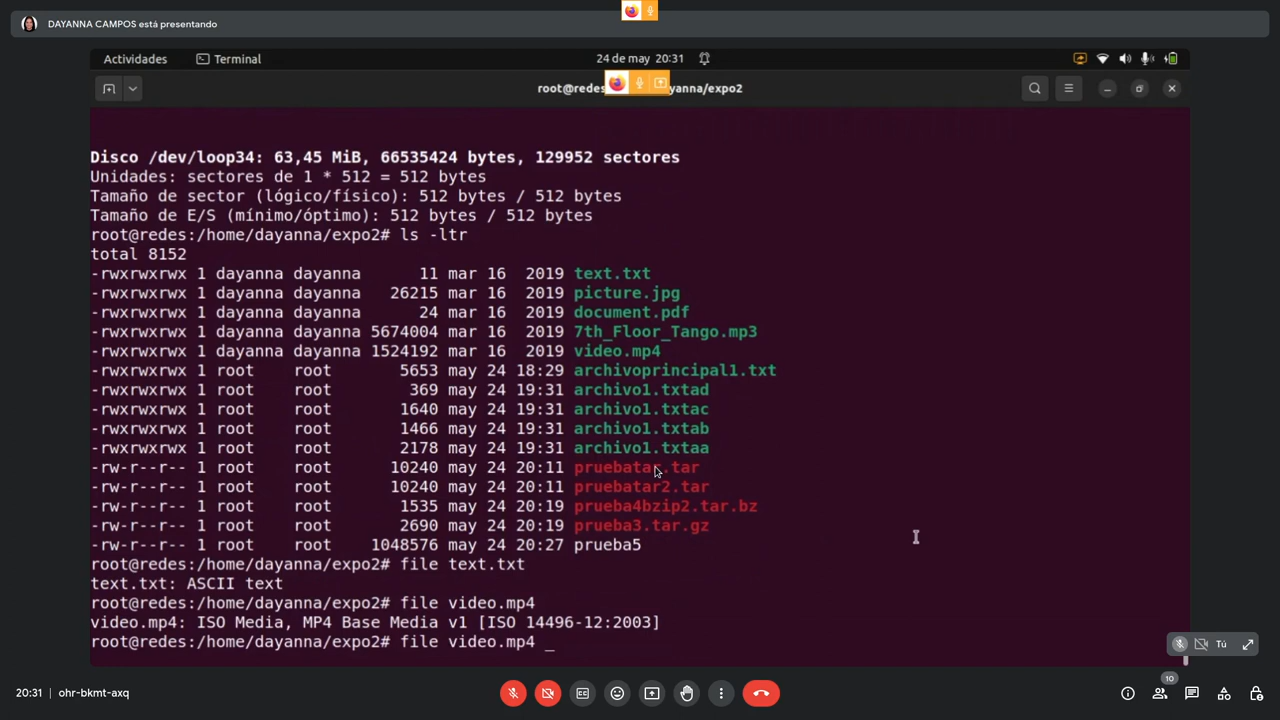 DAYANNA CAMPOS está presentando
Actividades Terminal 24 de may 20:31
root@redes yanna/expo2
Disco /dev/loop34: 63,45 MiB, 66535424 bytes, 129952 sectores
Unidades: sectores de 1 * 512 = 512 bytes
Tamaño de sector (lógico/físico): 512 bytes / 512 bytes
Tamaño de E/S (mínimo/óptimo): 512 bytes / 512 bytes
root@redes:/home/dayanna/expo2# ls -ltr
total 8152
-rwxrwxrwx 1 dayanna dayanna 11 mar 16 2019 text.txt
-rwxrwxrwx 1 dayanna dayanna 26215 mar 16 2019 picture.jpg
-rwxrwxrwx 1 dayanna dayanna 24 mar 16 2019 document.pdf
-rwxrwxrwx 1 dayanna dayanna 5674004 mar 16 2019 7th_Floor_Tango.mp3
-rwxrwxrwx 1 dayanna dayanna 1524192 mar 16 2019 video.mp4
-rwxrwxrwx 1 root root 5653 may 24 18:29 archivoprincipal1.txt
-rwxrwxrwx 1 root root 369 may 24 19:31 archivo1.txtad
-rwxrwxrwx 1 root root 1640 may 24 19:31 archivo1.txtac
-rwxrwxrwx 1 root root 1466 may 24 19:31 archivo1.txtab
-rwxrwxrwx 1 root root 2178 may 24 19:31 archivo1.txtaa
-rw-r--r-- 1 root root 10240 may 24 20:11 pruebatar.tar
-rw-r--r-- 1 root root 10240 may 24 20:11 pruebatar2.tar
-rw-r--r-- 1 root root 1535 may 24 20:19 prueba4bzip2.tar.bz
-rw-r--r-- 1 root root 2690 may 24 20:19 prueba3.tar.gz
-rw-r--r-- 1 root root 1048576 may 24 20:27 prueba5
root@redes:/home/dayanna/expo2# file text.txt
text.txt: ASCII text
root@redes:/home/dayanna/expo2# file video.mp4
video.mp4: ISO Media, MP4 Base Media v1 [ISO 14496-12:2003]
root@redes:/home/dayanna/expo2# file video.mp4 _
Tú
20:31 ohr-bkmt-axq
10